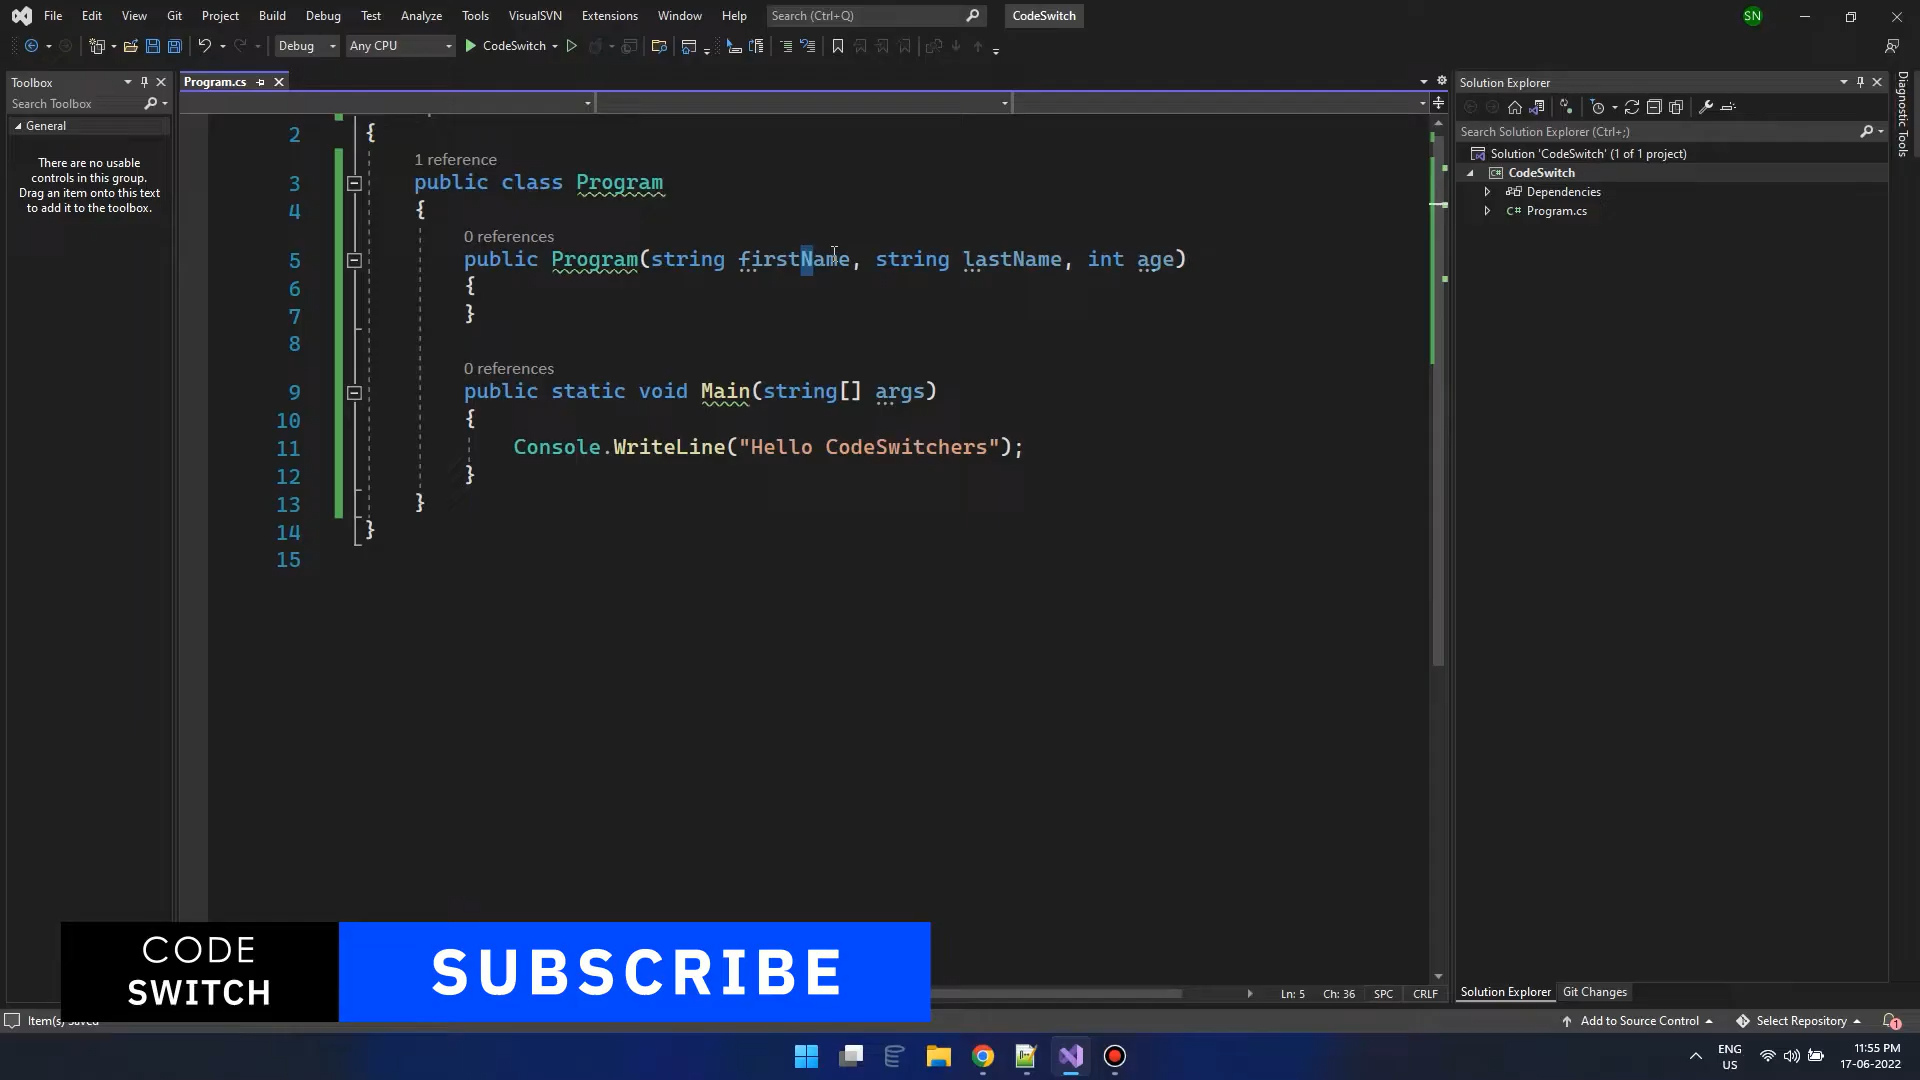 File Edit View Git Project Build Debug Test Analyze Tools VisualSVN Extensions Window Help Search (Ctrl+Q) CodeSwitch SN
Debug Any CPU CodeSwitch
Toolbox
Search Toolbox
General
There are no usable
controls in this group.
Drag an item onto this text
to add it to the toolbox.
Program.cs
2 {
1 reference
3 public class Program
4 {
0 references
5 public Program(string firstName, string lastName, int age)
6 {
7 }
8
0 references
9 public static void Main(string[] args)
10 {
11 Console.WriteLine("Hello CodeSwitchers");
12 }
13 }
14 }
15
Solution Explorer
Search Solution Explorer (Ctrl+;)
Solution 'CodeSwitch' (1 of 1 project)
CodeSwitch
Dependencies
C# Program.cs
Diagnostic Tools
CODE
SWITCH
SUBSCRIBE
Ln: 5 Ch: 36 SPC CRLF
Solution Explorer Git Changes
Item(s) Saved
Add to Source Control Select Repository 1
ENG
US
11:55 PM
17-06-2022